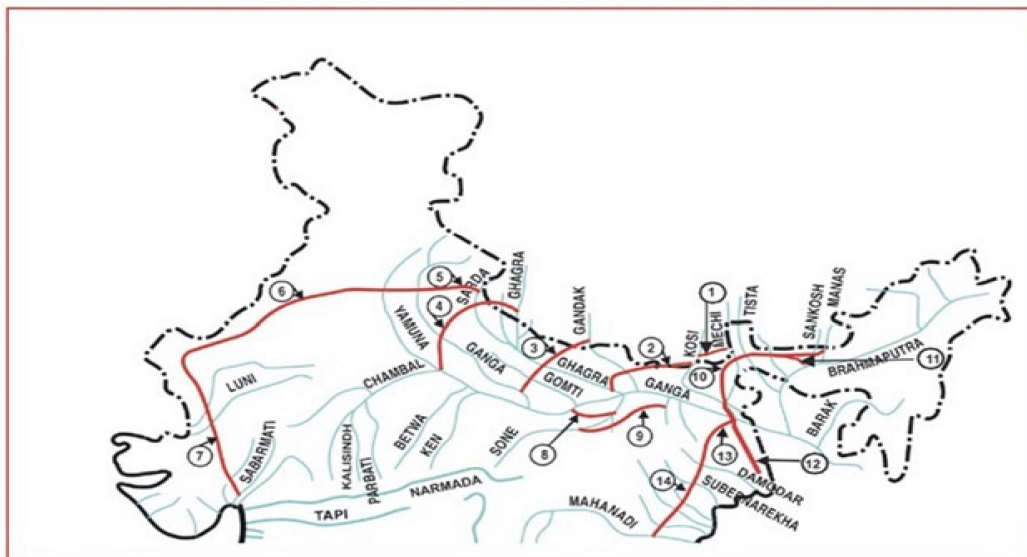 1
TISTA
SANKOSH
MANAS
5
SARDA
GHAGRA
6
GANDAK
MECHI
KOSI
4
YAMUNA
3
2
10
11
BRAHMAPUTRA
LUNI
CHAMBAL
GANGA
GHAGRA
GOMTI
GANGA
BARAK
7
SABARMATI
KALISINDH
PARBATI
BETWA
KEN
SONE
8
9
13
12
DAMODAR
14
SUBERNAREKHA
NARMADA
TAPI
MAHANADI